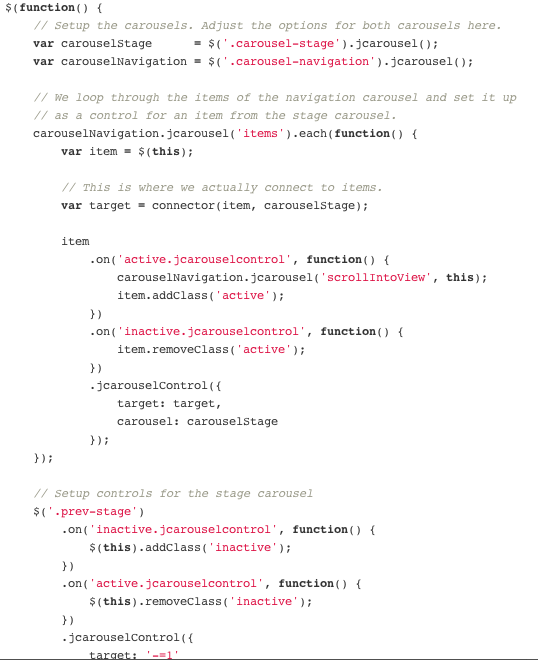 $(function() {
    // Setup the carousels. Adjust the options for both carousels here.
    var carouselStage      = $('.carousel-stage').jcarousel();
    var carouselNavigation = $('.carousel-navigation').jcarousel();

    // We loop through the items of the navigation carousel and set it up
    // as a control for an item from the stage carousel.
    carouselNavigation.jcarousel('items').each(function() {
        var item = $(this);

        // This is where we actually connect to items.
        var target = connector(item, carouselStage);

        item
            .on('active.jcarouselcontrol', function() {
                carouselNavigation.jcarousel('scrollIntoView', this);
                item.addClass('active');
            })
            .on('inactive.jcarouselcontrol', function() {
                item.removeClass('active');
            })
            .jcarouselControl({
                target: target,
                carousel: carouselStage
            });
    });

    // Setup controls for the stage carousel
    $('.prev-stage')
        .on('inactive.jcarouselcontrol', function() {
            $(this).addClass('inactive');
        })
        .on('active.jcarouselcontrol', function() {
            $(this).removeClass('inactive');
        })
        .jcarouselControl({
            target: '-=1'